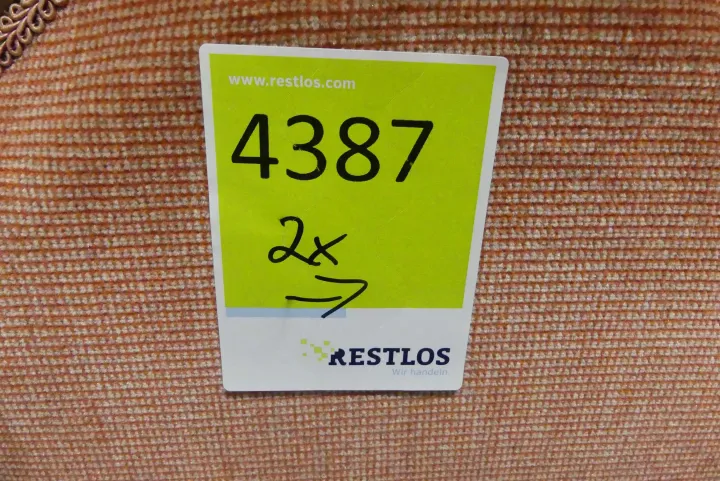 www.restlos.com
4387
2x
→
RESTLOS
Wir handeln